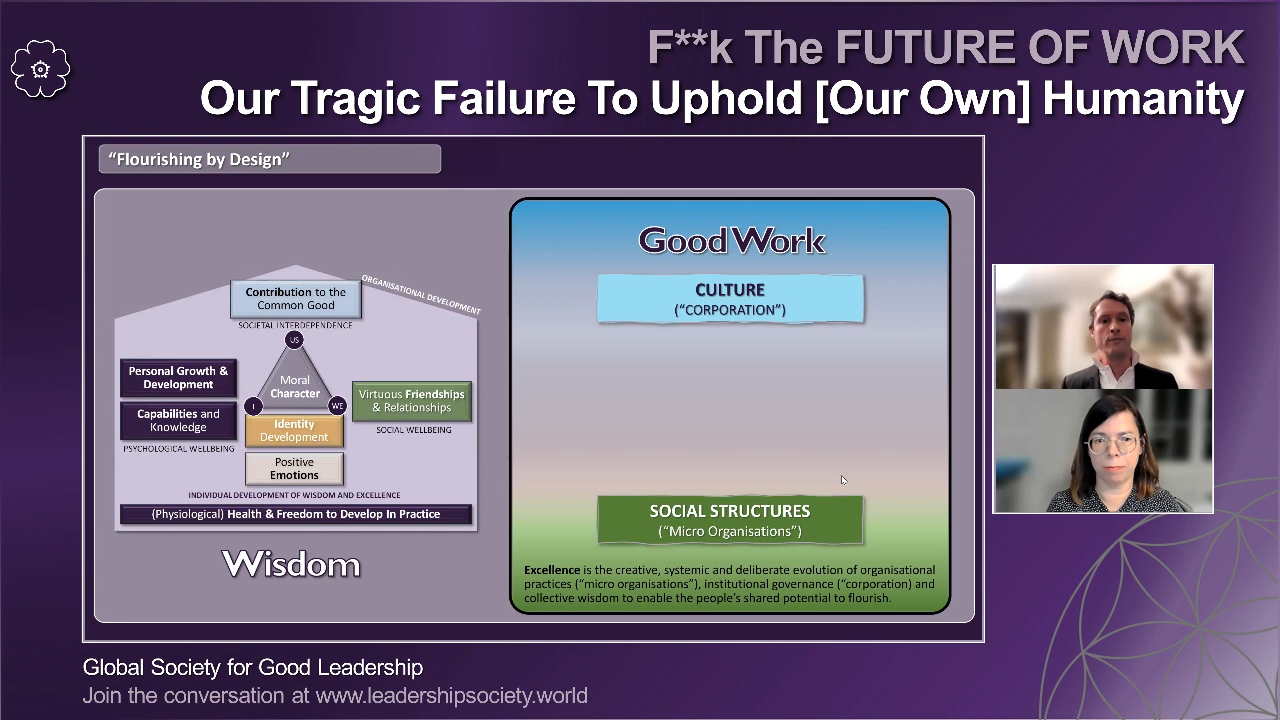 F**k The FUTURE OF WORK
Our Tragic Failure To Uphold [Our Own] Humanity
“Flourishing by Design”
Contribution to the
Common Good
ORGANISATIONAL DEVELOPMENT
SOCIETAL INTERDEPENDENCE
US
Personal Growth &
Development
Capabilities and
Knowledge
PSYCHOLOGICAL WELLBEING
Moral
Character
I
WE
Identity
Development
Virtuous Friendships
& Relationships
SOCIAL WELLBEING
Positive
Emotions
INDIVIDUAL DEVELOPMENT OF WISDOM AND EXCELLENCE
(Physiological) Health & Freedom to Develop In Practice
Wisdom
Good Work
CULTURE
(“CORPORATION”)
SOCIAL STRUCTURES
(“Micro Organisations”)
Excellence is the creative, systemic and deliberate evolution of organisational
practices (“micro organisations”), institutional governance (“corporation) and
collective wisdom to enable the people’s shared potential to flourish.
Global Society for Good Leadership
Join the conversation at www.leadershipsociety.world